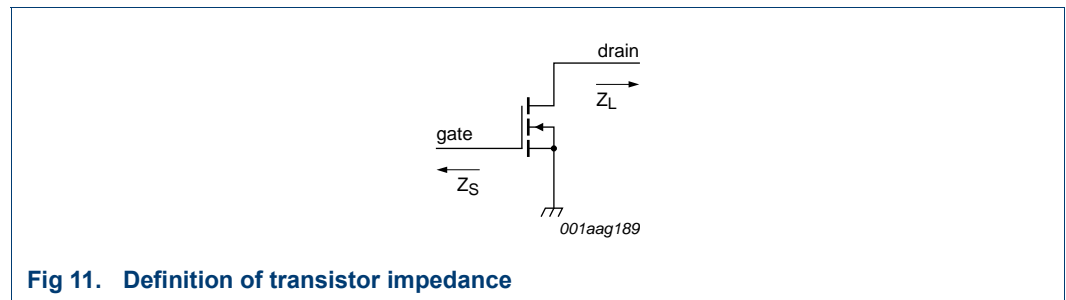 drain
Z_L
gate
Z_S
001aag189
Fig 11. Definition of transistor impedance